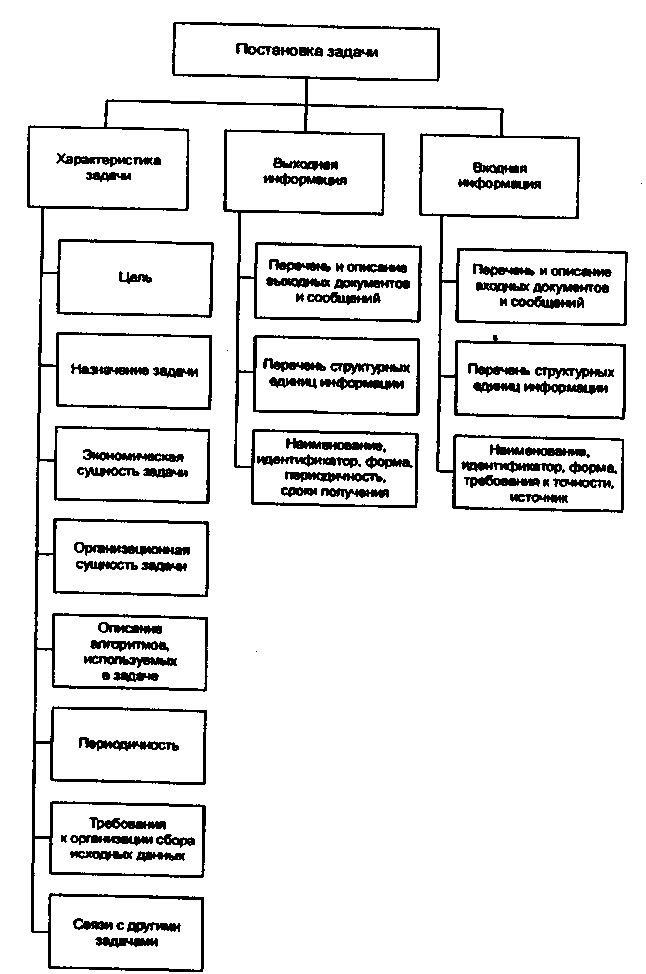 Постановка задачи
Характеристика
задачи
Выходная
информация
Входная
информация
Цель
Назначение задачи
Экономическая
сущность задачи
Организационная
сущность задачи
Описание
алгоритмов,
используемых
в задаче
Периодичность
Требования
к организации сбора
исходных данных
Связи с другими
задачами
Перечень и описание
выходных документов
и сообщений
Перечень структурных
единиц информации
Наименование,
идентификатор, форма,
периодичность,
сроки получения
Перечень и описание
входных документов
и сообщений
Перечень структурных
единиц информации
Наименование,
идентификатор, форма,
требования к точности,
источник